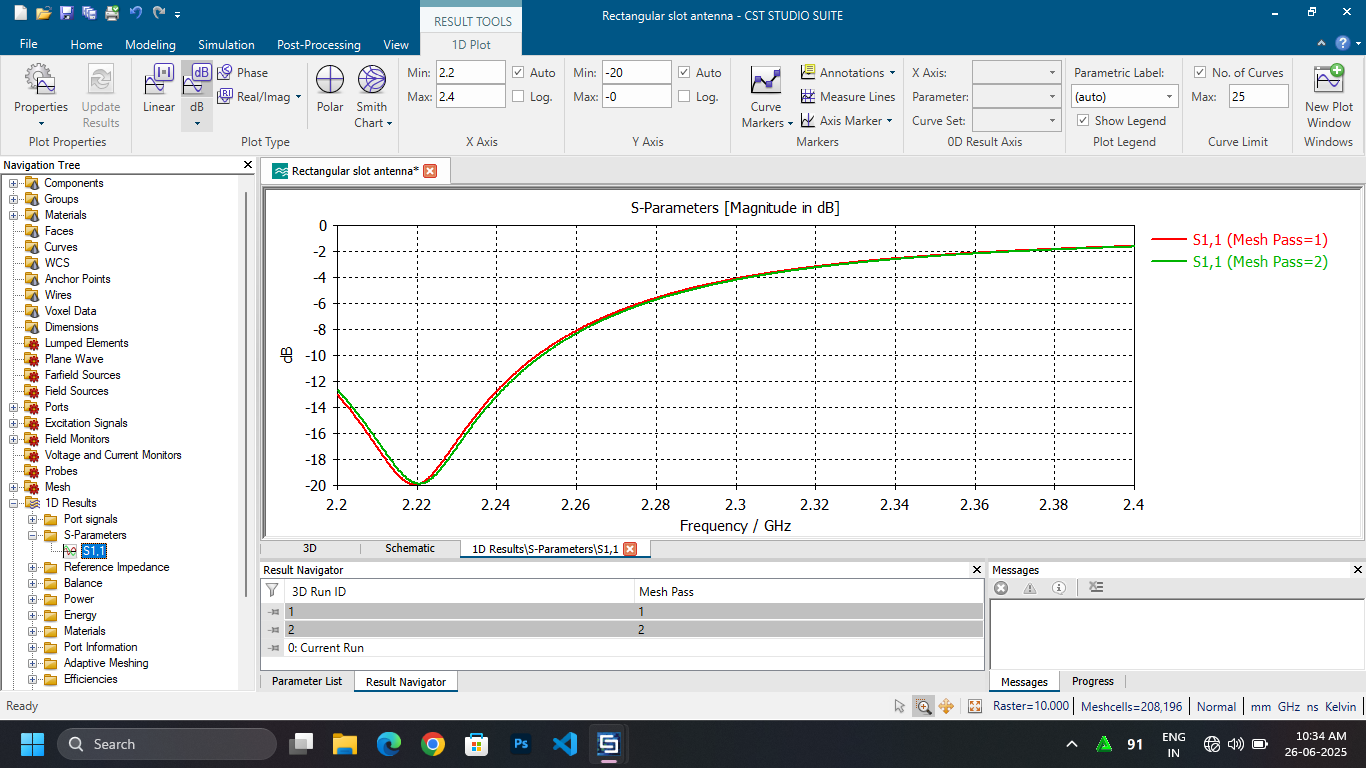 Rectangular slot antenna - CST STUDIO SUITE
RESULT TOOLS
File Home Modeling Simulation Post-Processing View 1D Plot
Properties
Update Results
Plot Properties
Linear
dB
Phase
Real/Imag
Polar
Smith Chart
Plot Type
Min: 2.2 Auto
Max: 2.4 Log.
X Axis
Min: -20 Auto
Max: -0 Log.
Y Axis
Curve Markers
Annotations
Measure Lines
Axis Marker
Markers
X Axis:
Parameter:
Curve Set:
0D Result Axis
Parametric Label:
(auto)
Show Legend
Plot Legend
No. of Curves
Max: 25
Curve Limit
New Plot Window
Windows
Navigation Tree
Components
Groups
Materials
Faces
Curves
WCS
Anchor Points
Wires
Voxel Data
Dimensions
Lumped Elements
Plane Wave
Farfield Sources
Field Sources
Ports
Excitation Signals
Field Monitors
Voltage and Current Monitors
Probes
Mesh
1D Results
Port signals
S-Parameters
S1,1
Reference Impedance
Balance
Power
Energy
Materials
Port Information
Adaptive Meshing
Efficiencies
Rectangular slot antenna*
S-Parameters [Magnitude in dB]
0
-2
-4
-6
-8
-10
-12
-14
-16
-18
-20
dB
2.2 2.22 2.24 2.26 2.28 2.3 2.32 2.34 2.36 2.38 2.4
Frequency / GHz
S1,1 (Mesh Pass=1)
S1,1 (Mesh Pass=2)
3D Schematic 1D Results\S-Parameters\S1,1
Result Navigator
3D Run ID Mesh Pass
1 1
2 2
0: Current Run
Parameter List Result Navigator
Messages
Messages Progress
Ready
Raster=10.000 Meshcells=208,196 Normal mm GHz ns Kelvin
Search
Ps
91
ENG
IN
10:34 AM
26-06-2025